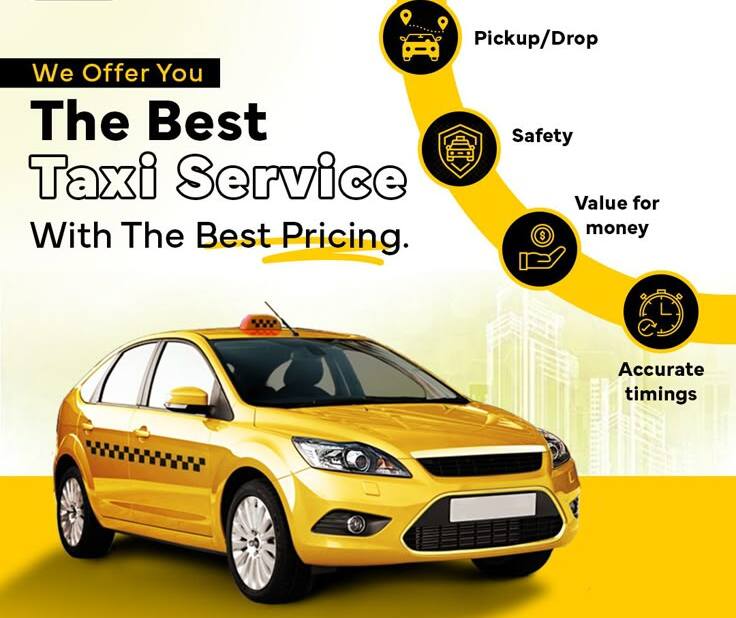 We Offer You
The Best
Taxi Service
With The Best Pricing.
Pickup/Drop
Safety
Value for
money
Accurate
timings